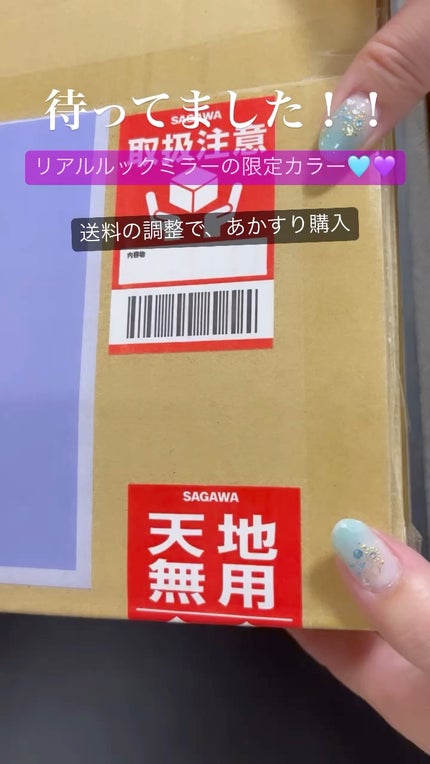 待ってました！！
SAGAWA
取扱注意
リアルルックミラーの限定カラー🩵💜
送料の調整で、あかすり購入
内容物
SAGAWA
天地
無用